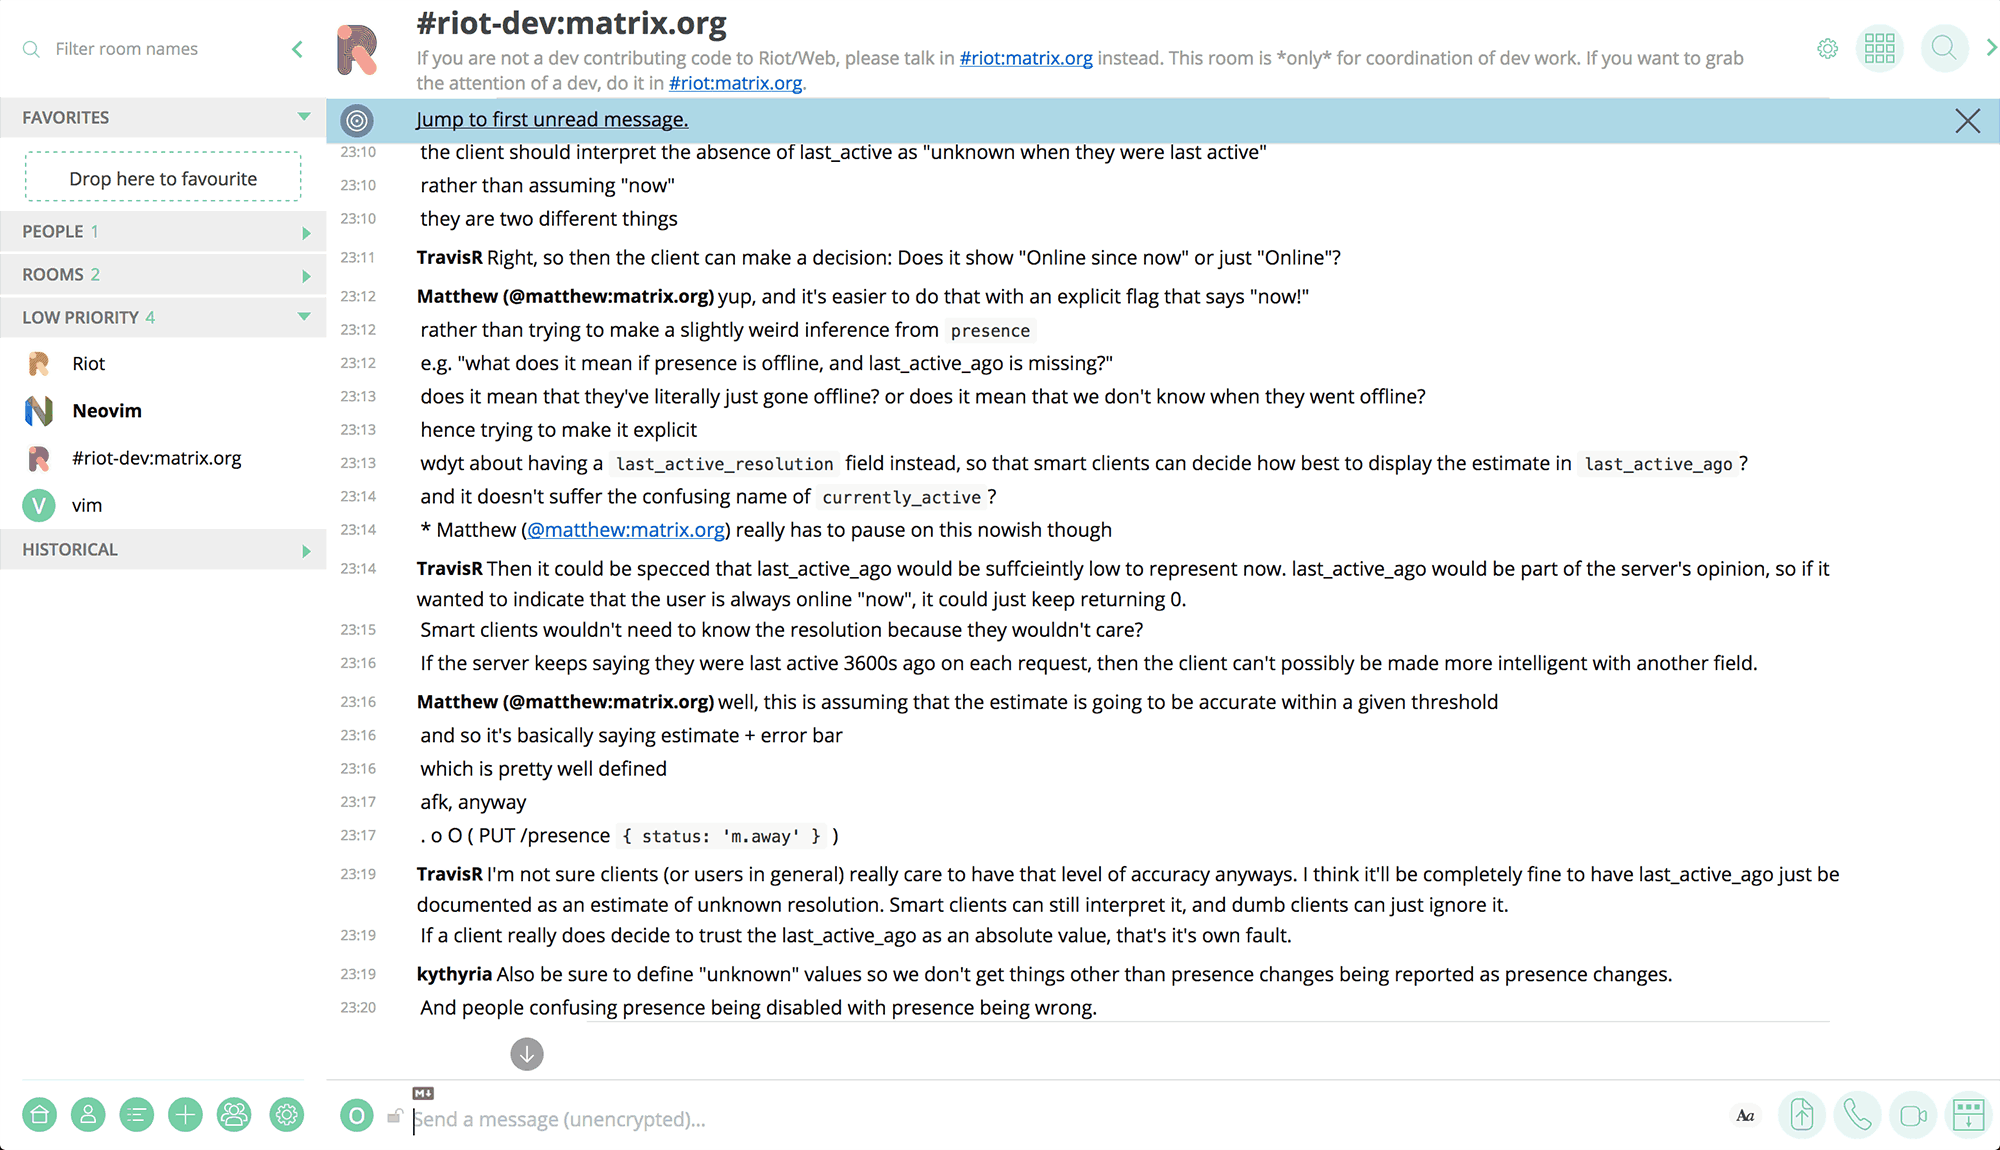 Filter room names
FAVORITES
Drop here to favourite
PEOPLE 1
ROOMS 2
LOW PRIORITY 4
Riot
Neovim
#riot-dev:matrix.org
V
vim
HISTORICAL
#riot-dev:matrix.org
If you are not a dev contributing code to Riot/Web, please talk in #riot:matrix.org instead. This room is *only* for coordination of dev work. If you want to grab
the attention of a dev, do it in #riot:matrix.org.
Jump to first unread message.
23:10 the client should interpret the absence of last_active as "unknown when they were last active"
23:10 rather than assuming "now"
23:10 they are two different things
23:11 TravisR Right, so then the client can make a decision: Does it show "Online since now" or just "Online"?
23:12 Matthew (@matthew:matrix.org) yup, and it's easier to do that with an explicit flag that says "now!"
23:12 rather than trying to make a slightly weird inference from presence
23:12 e.g. "what does it mean if presence is offline, and last_active_ago is missing?"
23:13 does it mean that they've literally just gone offline? or does it mean that we don't know when they went offline?
23:13 hence trying to make it explicit
23:13 wdyt about having a last_active_resolution field instead, so that smart clients can decide how best to display the estimate in last_active_ago ?
23:14 and it doesn't suffer the confusing name of currently_active ?
23:14 * Matthew (@matthew:matrix.org) really has to pause on this nowish though
23:14 TravisR Then it could be specced that last_active_ago would be suffcieintly low to represent now. last_active_ago would be part of the server's opinion, so if it
wanted to indicate that the user is always online "now", it could just keep returning 0.
23:15 Smart clients wouldn't need to know the resolution because they wouldn't care?
23:16 If the server keeps saying they were last active 3600s ago on each request, then the client can't possibly be made more intelligent with another field.
23:16 Matthew (@matthew:matrix.org) well, this is assuming that the estimate is going to be accurate within a given threshold
23:16 and so it's basically saying estimate + error bar
23:16 which is pretty well defined
23:17 afk, anyway
23:17 . o O ( PUT /presence { status: 'm.away' } )
23:19 TravisR I'm not sure clients (or users in general) really care to have that level of accuracy anyways. I think it'll be completely fine to have last_active_ago just be
documented as an estimate of unknown resolution. Smart clients can still interpret it, and dumb clients can just ignore it.
23:19 If a client really does decide to trust the last_active_ago as an absolute value, that's it's own fault.
23:19 kythyria Also be sure to define "unknown" values so we don't get things other than presence changes being reported as presence changes.
23:20 And people confusing presence being disabled with presence being wrong.
M
O
Send a message (unencrypted)...
Aa